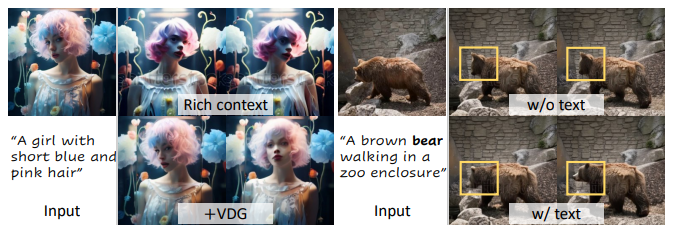 Rich context
w/o text
"A girl with
short blue and
pink hair"
"A brown bear
walking in a
zoo enclosure"
Input
+VDG
Input
w/ text